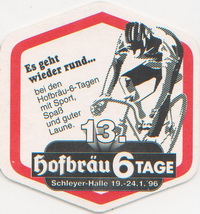 Es geht
wieder rund...
bei den
Hofbräu-6-Tagen
mit Sport,
Spaß
und guter
Laune.
13.
Hofbräu 6 TAGE
Schleyer-Halle 19.-24.1.'96